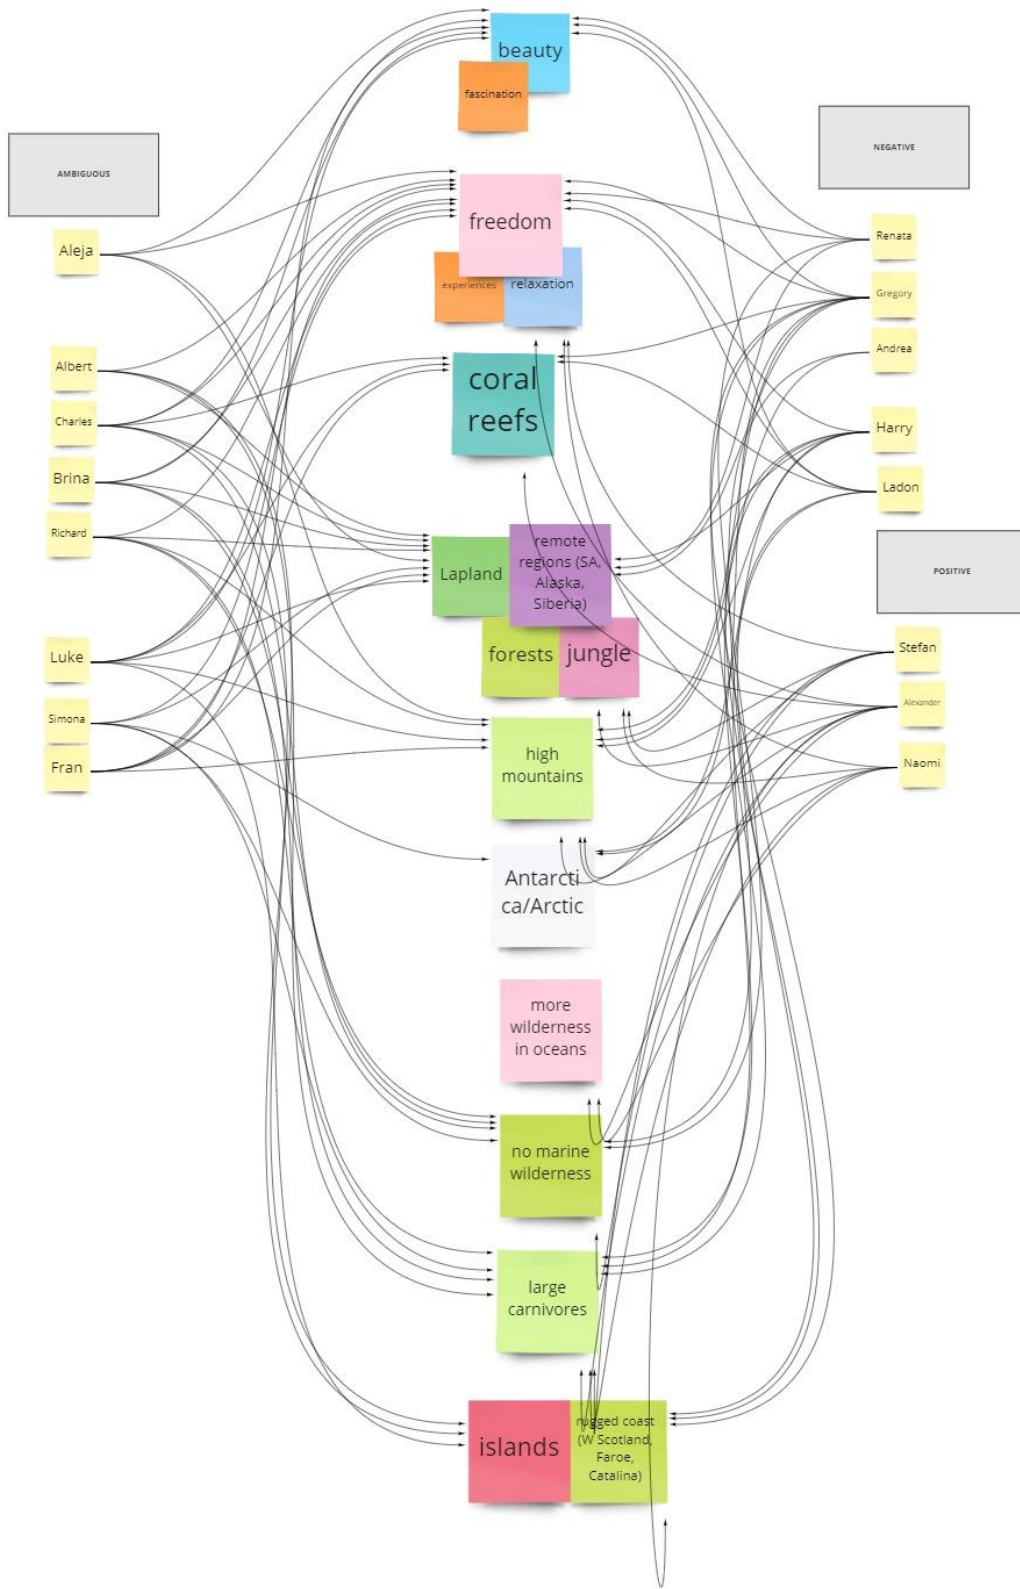 beauty
fascination
AMBIGUOUS
NEGATIVE
freedom
experiences
relaxation
Aleja
Albert
Charles
Brina
Richard
Luke
Simona
Fran
Renata
Gregory
Andrea
Harry
Ladon
POSITIVE
Stefan
Alexander
Naomi
coral
reefs
Lapland
remote
regions (SA,
Alaska,
Siberia)
forests
jungle
high
mountains
Antarcti
ca/Arctic
more
wilderness
in oceans
no marine
wilderness
large
carnivores
islands
rugged coast
(W Scotland,
Faroe,
Catalina)